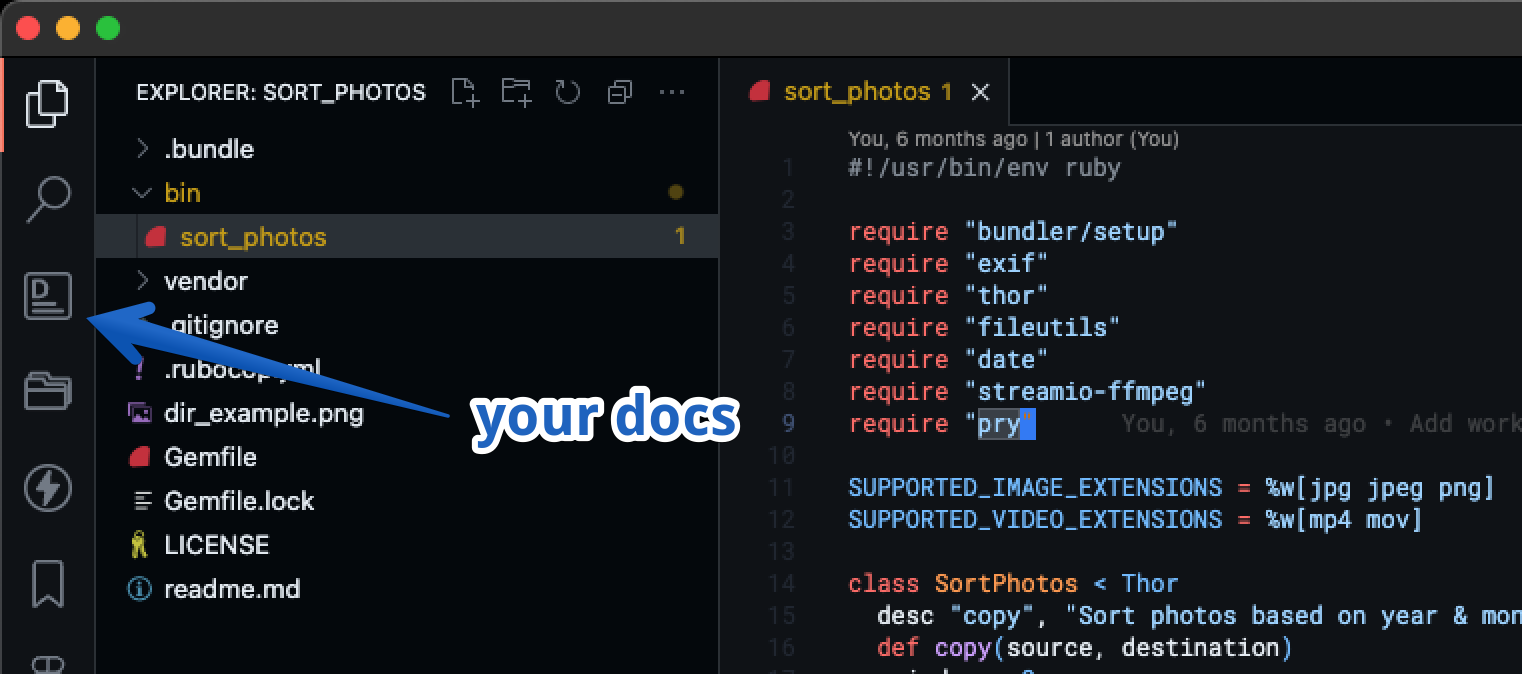 EXPLORER: SORT_PHOTOS
.bundle
bin
sort_photos 1
vendor
.gitignore
.rubocop.yml
dir_example.png
Gemfile
Gemfile.lock
LICENSE
readme.md
D
your docs
sort_photos 1
You, 6 months ago | 1 author (You)
1 #!/usr/bin/env ruby
2
3 require "bundler/setup"
4 require "exif"
5 require "thor"
6 require "fileutils"
7 require "date"
8 require "streamio-ffmpeg"
9 require "pry" You, 6 months ago • Add work
10
11 SUPPORTED_IMAGE_EXTENSIONS = %w[jpg jpeg png]
12 SUPPORTED_VIDEO_EXTENSIONS = %w[mp4 mov]
13
14 class SortPhotos < Thor
15 desc "copy", "Sort photos based on year & mon
16 def copy(source, destination)